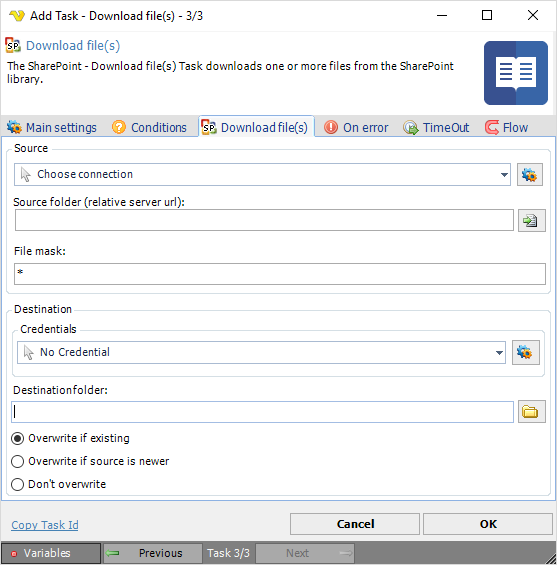 Add Task - Download file(s) - 3/3
Download file(s)
The SharePoint - Download file(s) Task downloads one or more files from the SharePoint
library.
Main settings Conditions Download file(s) On error TimeOut Flow
Source
Choose connection
Source folder (relative server url):
File mask:
*
Destination
Credentials
No Credential
Destinationfolder:
Overwrite if existing
Overwrite if source is newer
Don't overwrite
Copy Task Id Cancel OK
Variables Previous Task 3/3 Next